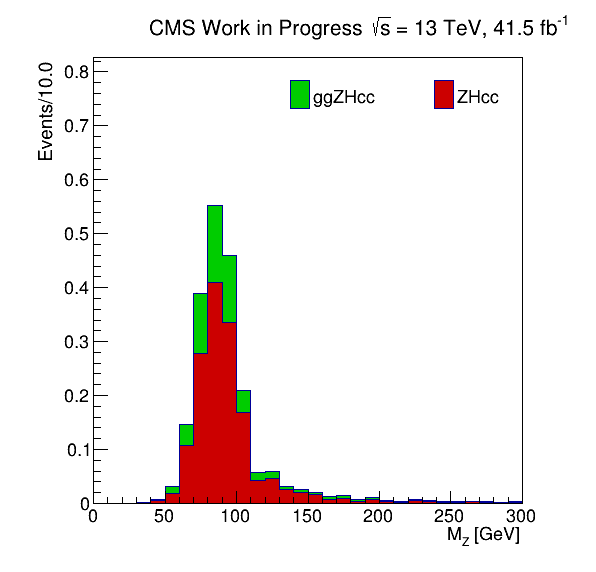 CMS Work in Progress √s = 13 TeV, 41.5 fb⁻¹
Events/10.0
ggZHcc
ZHcc
0.8
0.7
0.6
0.5
0.4
0.3
0.2
0.1
0
0 50 100 150 200 250 300
M_Z [GeV]